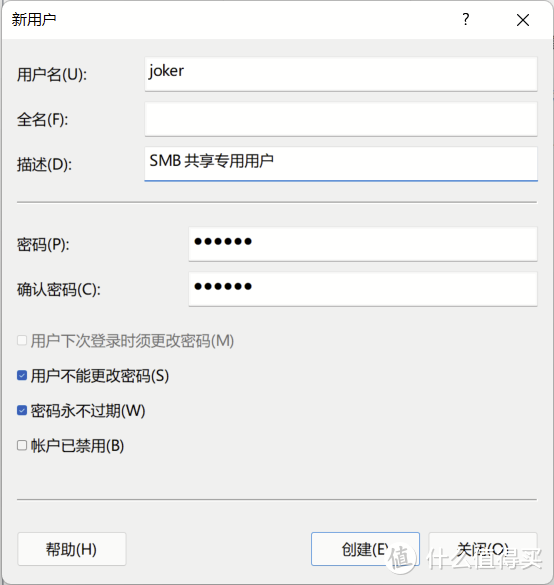 新用户 ?
用户名(U): joker
全名(F):
描述(D): SMB 共享专用用户
密码(P): ●●●●●●
确认密码(C): ●●●●●●
用户下次登录时须更改密码(M)
用户不能更改密码(S)
密码永不过期(W)
帐户已禁用(B)
帮助(H) 创建(E) 关闭(O)
值 什么值得买